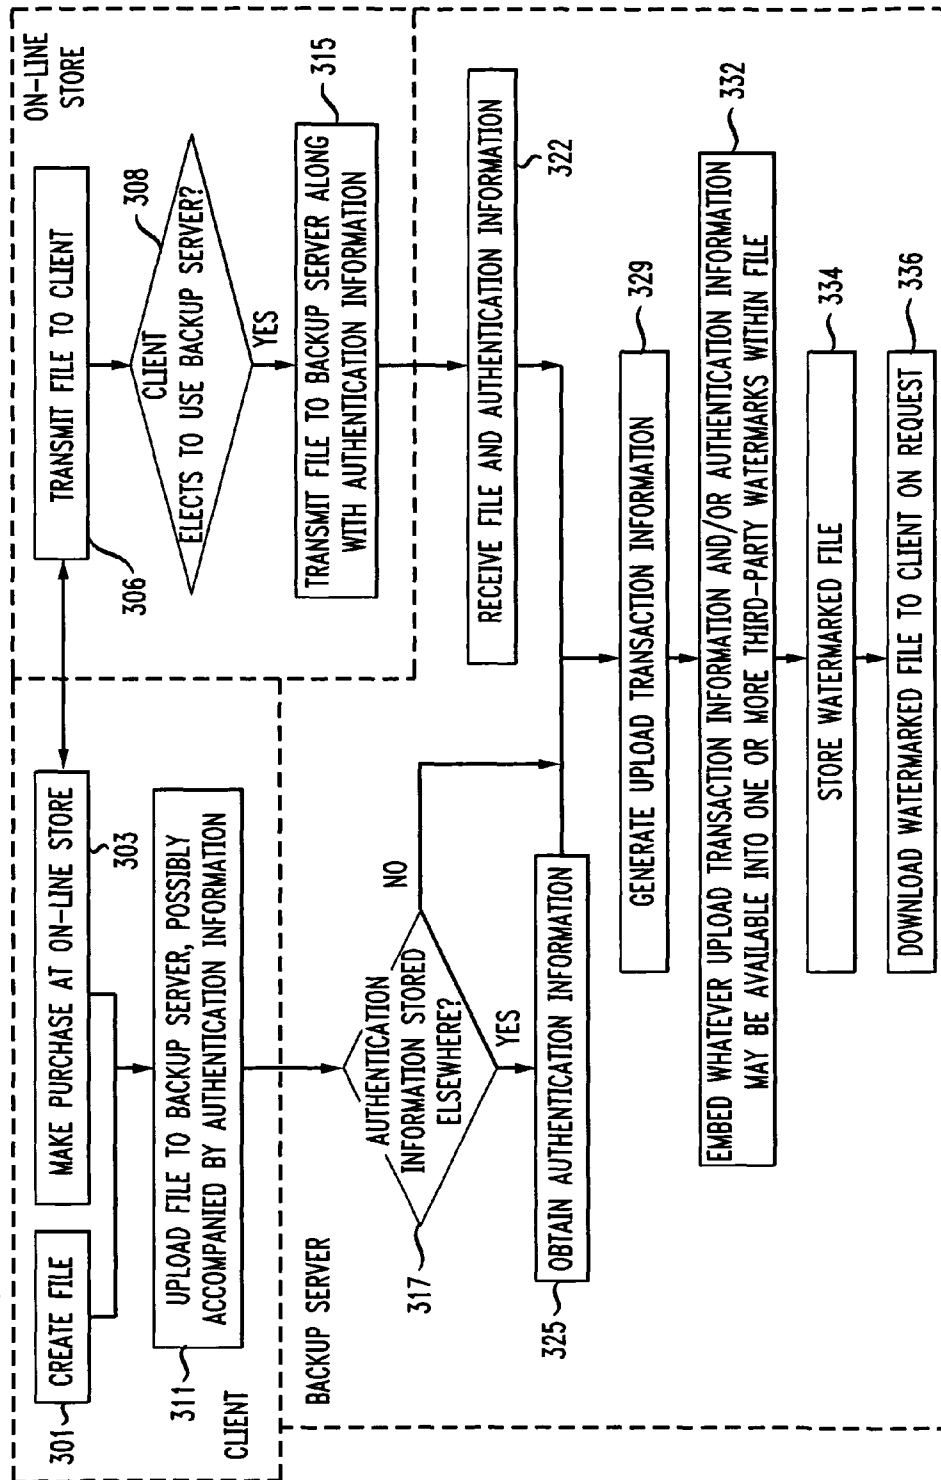 CREATE FILE
301
MAKE PURCHASE AT ON-LINE STORE
303
UPLOAD FILE TO BACKUP SERVER, POSSIBLY
ACCOMPANIED BY AUTHENTICATION INFORMATION
311
CLIENT
ON-LINE
STORE
TRANSMIT FILE TO CLIENT
306
CLIENT
ELECTS TO USE BACKUP SERVER?
308
YES
TRANSMIT FILE TO BACKUP SERVER ALONG
WITH AUTHENTICATION INFORMATION
315
BACKUP SERVER
AUTHENTICATION
INFORMATION STORED
ELSEWHERE?
317
NO
YES
OBTAIN AUTHENTICATION INFORMATION
325
RECEIVE FILE AND AUTHENTICATION INFORMATION
322
GENERATE UPLOAD TRANSACTION INFORMATION
329
EMBED WHATEVER UPLOAD TRANSACTION INFORMATION AND/OR AUTHENTICATION INFORMATION
MAY BE AVAILABLE INTO ONE OR MORE THIRD-PARTY WATERMARKS WITHIN FILE
332
STORE WATERMARKED FILE
334
DOWNLOAD WATERMARKED FILE TO CLIENT ON REQUEST
336